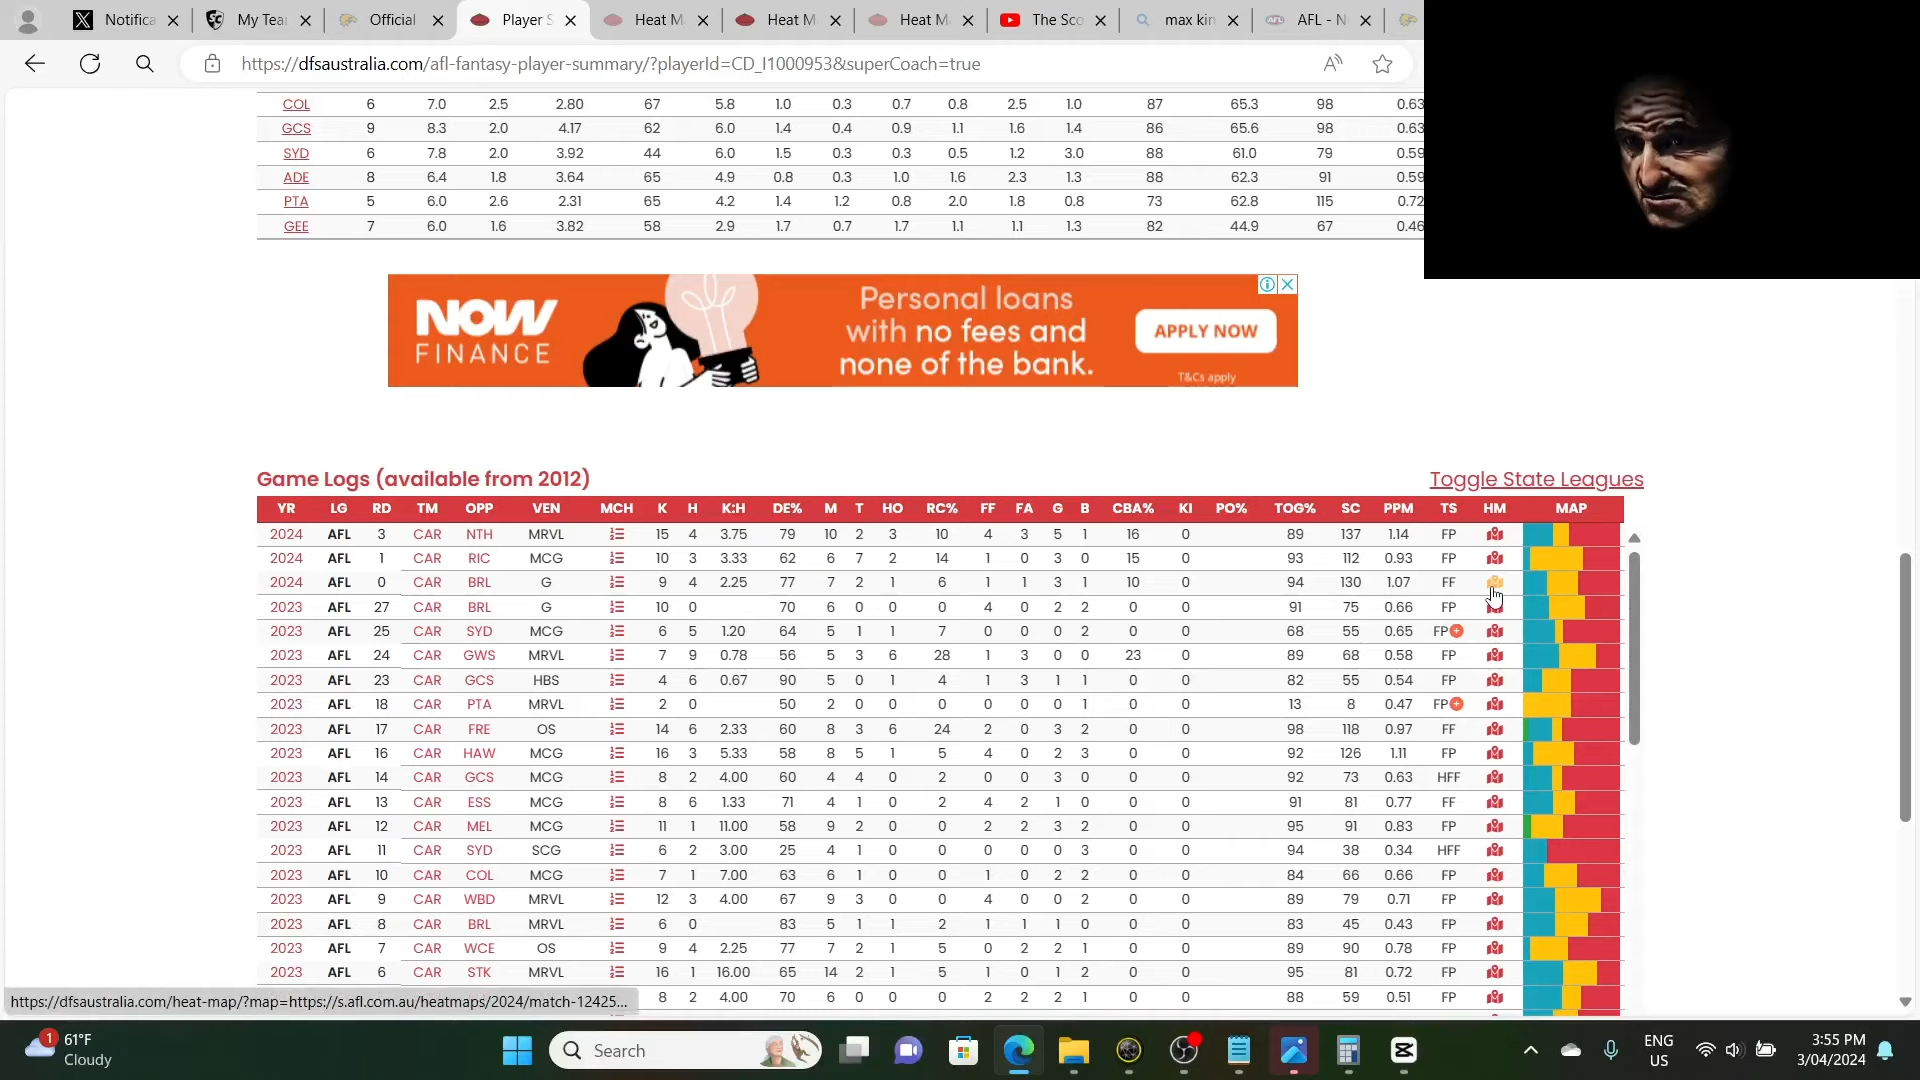 Notifica
My Tea
Official
Player S
Heat M
Heat M
Heat M
The Sco
max kin
AFL - N
https://dfsaustralia.com/afl-fantasy-player-summary/?playerId=CD_I1000953&superCoach=true
COL 6 7.0 2.5 2.80 67 5.8 1.0 0.3 0.7 0.8 2.5 1.0 87 65.3 98 0.63
GCS 9 8.3 2.0 4.17 62 6.0 1.4 0.4 0.9 1.1 1.6 1.4 86 65.6 98 0.63
SYD 6 7.8 2.0 3.92 44 6.0 1.5 0.3 0.3 0.5 1.2 3.0 88 61.0 79 0.59
ADE 8 6.4 1.8 3.64 65 4.9 0.8 0.3 1.0 1.6 2.3 1.3 88 62.3 91 0.59
PTA 5 6.0 2.6 2.31 65 4.2 1.4 1.2 0.8 2.0 1.8 0.8 73 62.8 115 0.72
GEE 7 6.0 1.6 3.82 58 2.9 1.7 0.7 1.7 1.1 1.1 1.3 82 44.9 67 0.46
NOW
FINANCE
Personal loans
with no fees and
none of the bank.
APPLY NOW
T&Cs apply
Game Logs (available from 2012)
Toggle State Leagues
YR LG RD TM OPP VEN MCH K H K:H DE% M T HO RC% FF FA G B CBA% KI PO% TOG% SC PPM TS HM MAP
2024 AFL 3 CAR NTH MRVL 15 4 3.75 79 10 2 3 10 4 3 5 1 16 0 89 137 1.14 FP
2024 AFL 1 CAR RIC MCG 10 3 3.33 62 6 7 2 14 1 0 3 0 15 0 93 112 0.93 FP
2024 AFL 0 CAR BRL G 9 4 2.25 77 7 2 1 6 1 1 3 1 10 0 94 130 1.07 FF
2023 AFL 27 CAR BRL G 10 0 70 6 0 0 0 4 0 2 2 0 0 91 75 0.66 FP
2023 AFL 25 CAR SYD MCG 6 5 1.20 64 5 1 1 7 0 0 0 2 0 0 68 55 0.65 FP
2023 AFL 24 CAR GWS MRVL 7 9 0.78 56 5 3 6 28 1 3 0 0 23 0 89 68 0.58 FP
2023 AFL 23 CAR GCS HBS 4 6 0.67 90 5 0 1 4 1 3 1 1 0 0 82 55 0.54 FP
2023 AFL 18 CAR PTA MRVL 2 0 50 2 0 0 0 0 0 0 1 0 0 13 8 0.47 FP
2023 AFL 17 CAR FRE OS 14 6 2.33 60 8 3 6 24 2 0 3 2 0 0 98 118 0.97 FF
2023 AFL 16 CAR HAW MCG 16 3 5.33 58 8 5 1 5 4 0 2 3 0 0 92 126 1.11 FP
2023 AFL 14 CAR GCS MCG 8 2 4.00 60 4 4 0 2 0 0 3 0 0 0 92 73 0.63 HFF
2023 AFL 13 CAR ESS MCG 8 6 1.33 71 4 1 0 2 4 2 1 0 0 0 91 81 0.77 FF
2023 AFL 12 CAR MEL MCG 11 1 11.00 58 9 2 0 0 2 2 3 2 0 0 95 91 0.83 FP
2023 AFL 11 CAR SYD SCG 6 2 3.00 25 4 1 0 0 0 0 0 3 0 0 94 38 0.34 HFF
2023 AFL 10 CAR COL MCG 7 1 7.00 63 6 1 0 0 1 0 2 2 0 0 84 66 0.66 FP
2023 AFL 9 CAR WBD MRVL 12 3 4.00 67 9 3 0 0 4 0 0 2 0 0 89 79 0.71 FP
2023 AFL 8 CAR BRL MRVL 6 0 83 5 1 1 2 1 1 1 0 0 0 83 45 0.43 FP
2023 AFL 7 CAR WCE OS 9 4 2.25 77 7 2 1 5 0 2 2 1 0 0 89 90 0.78 FP
2023 AFL 6 CAR STK MRVL 16 1 16.00 65 14 2 1 5 1 0 1 2 0 0 95 81 0.72 FP
8 2 4.00 70 6 0 0 0 2 2 2 1 0 0 88 59 0.51 FP
https://dfsaustralia.com/heat-map/?map=https://s.afl.com.au/heatmaps/2024/match-12425...
1
61°F
Cloudy
Search
ENG
US
3:55 PM
3/04/2024